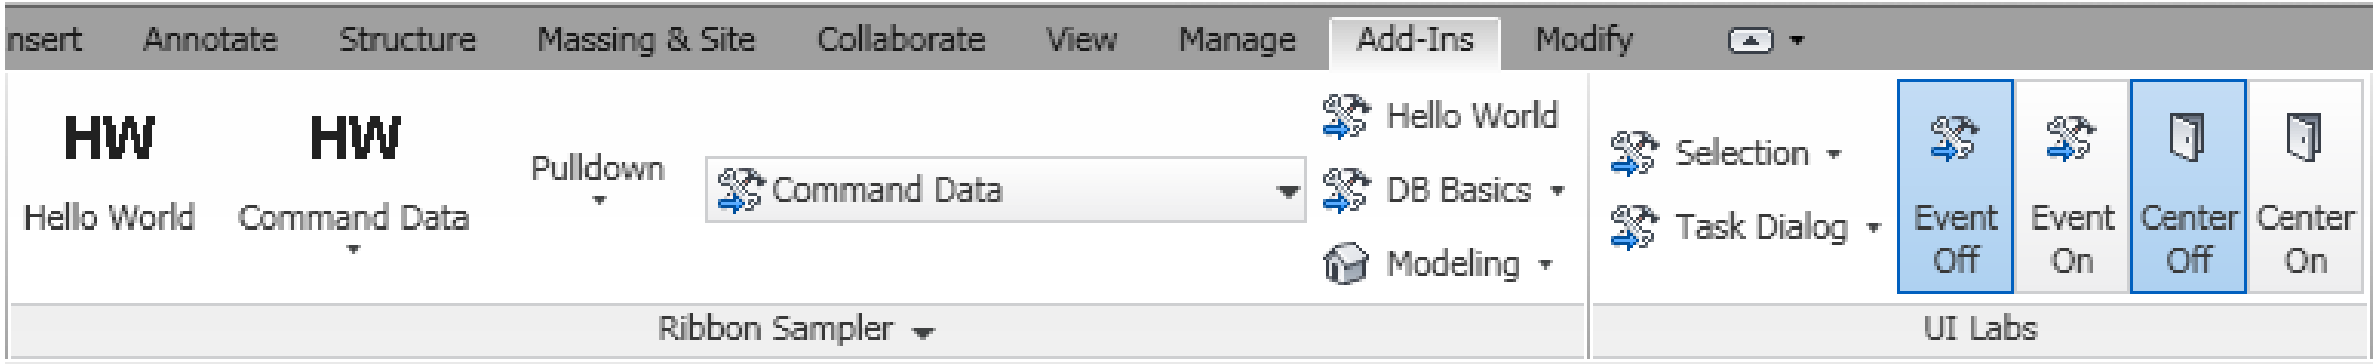 nsert Annotate Structure Massing & Site Collaborate View Manage Add-Ins Modify
HW
Hello World
HW
Command Data
Pulldown
Command Data
Hello World
DB Basics
Modeling
Ribbon Sampler
Selection
Task Dialog
Event
Off
Event
On
Center
Off
Center
On
UI Labs